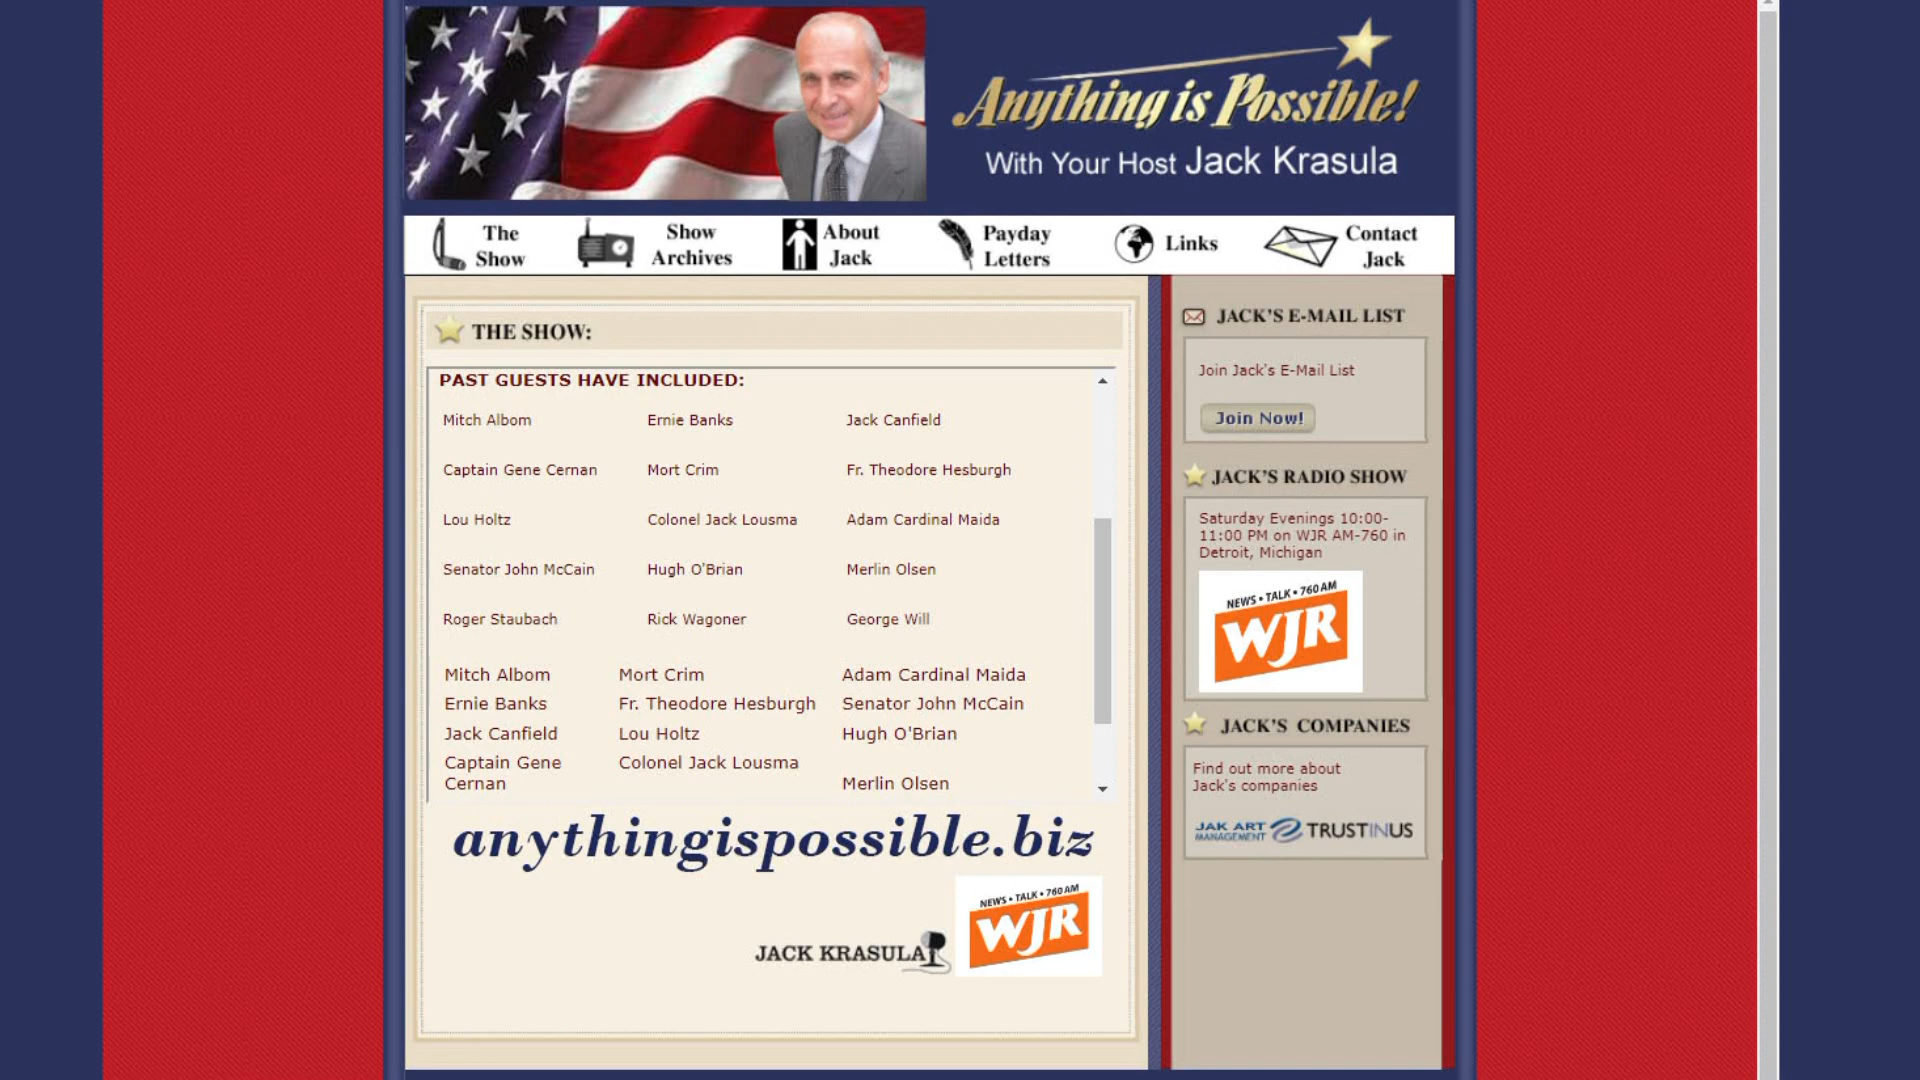 Anything is Possible!
With Your Host Jack Krasula
The Show
Show Archives
About Jack
Payday Letters
Links
Contact Jack
THE SHOW:
PAST GUESTS HAVE INCLUDED:
Mitch Albom Ernie Banks Jack Canfield
Captain Gene Cernan Mort Crim Fr. Theodore Hesburgh
Lou Holtz Colonel Jack Lousma Adam Cardinal Maida
Senator John McCain Hugh O'Brian Merlin Olsen
Roger Staubach Rick Wagoner George Will
Mitch Albom Mort Crim Adam Cardinal Maida
Ernie Banks Fr. Theodore Hesburgh Senator John McCain
Jack Canfield Lou Holtz Hugh O'Brian
Captain Gene Colonel Jack Lousma
Cernan Merlin Olsen
anythingispossible.biz
JACK KRASULA
NEWS • TALK • 760 AM
WJR
JACK'S E-MAIL LIST
Join Jack's E-Mail List
Join Now!
JACK'S RADIO SHOW
Saturday Evenings 10:00-
11:00 PM on WJR AM-760 in
Detroit, Michigan
NEWS • TALK • 760 AM
WJR
JACK'S COMPANIES
Find out more about
Jack's companies
JAK ART
MANAGEMENT
TRUSTINUS